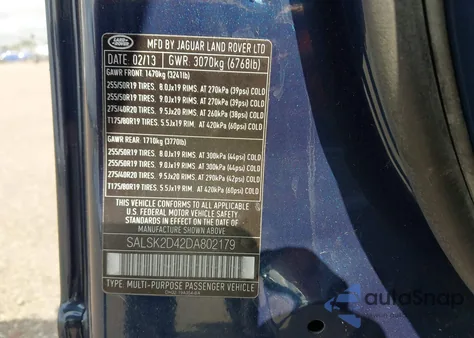 LAND ROVER
MFD BY JAGUAR LAND ROVER LTD
DATE: 02/13 GWR. 3070kg (6768lb)
GAWR FRONT: 1470kg (3241lb)
255/50R19 TIRES. 8.0Jx19 RIMS. AT 270kPa (39psi) COLD
255/50R19 TIRES. 9.0Jx19 RIMS. AT 270kPa (39psi) COLD
275/40R20 TIRES. 9.5Jx20 RIMS. AT 260kPa (38psi) COLD
T175/80R19 TIRES. 5.5Jx19 RIM. AT 420kPa (60psi) COLD
GAWR REAR: 1710kg (3770lb)
255/50R19 TIRES. 8.0Jx19 RIMS. AT 300kPa (44psi) COLD
255/50R19 TIRES. 9.0Jx19 RIMS. AT 300kPa (44psi) COLD
275/40R20 TIRES. 9.5Jx20 RIMS. AT 290kPa (42psi) COLD
T175/80R19 TIRES. 5.5Jx19 RIM. AT 420kPa (60psi) COLD
THIS VEHICLE CONFORMS TO ALL APPLICABLE
U.S. FEDERAL MOTOR VEHICLE SAFETY
STANDARDS IN EFFECT ON THE DATE OF
MANUFACTURE SHOWN ABOVE
SALSK2D42DA802179
TYPE: MULTI-PURPOSE PASSENGER VEHICLE
autoSnap